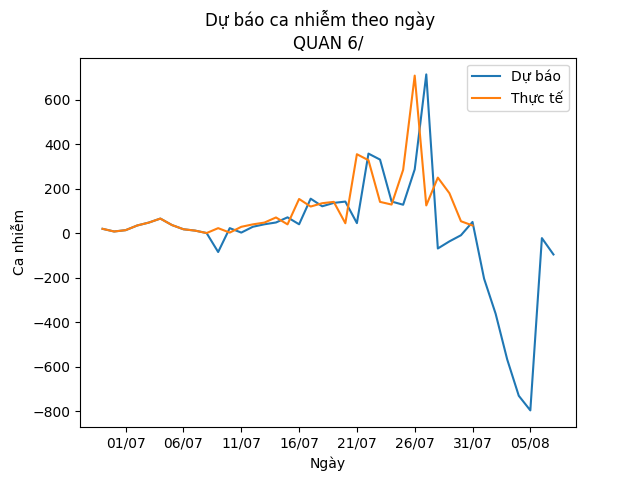 Dự báo ca nhiễm theo ngày
QUAN 6/
Dự báo
Thực tế
Ca nhiễm
600
400
200
0
−200
−400
−600
−800
01/07 06/07 11/07 16/07 21/07 26/07 31/07 05/08
Ngày